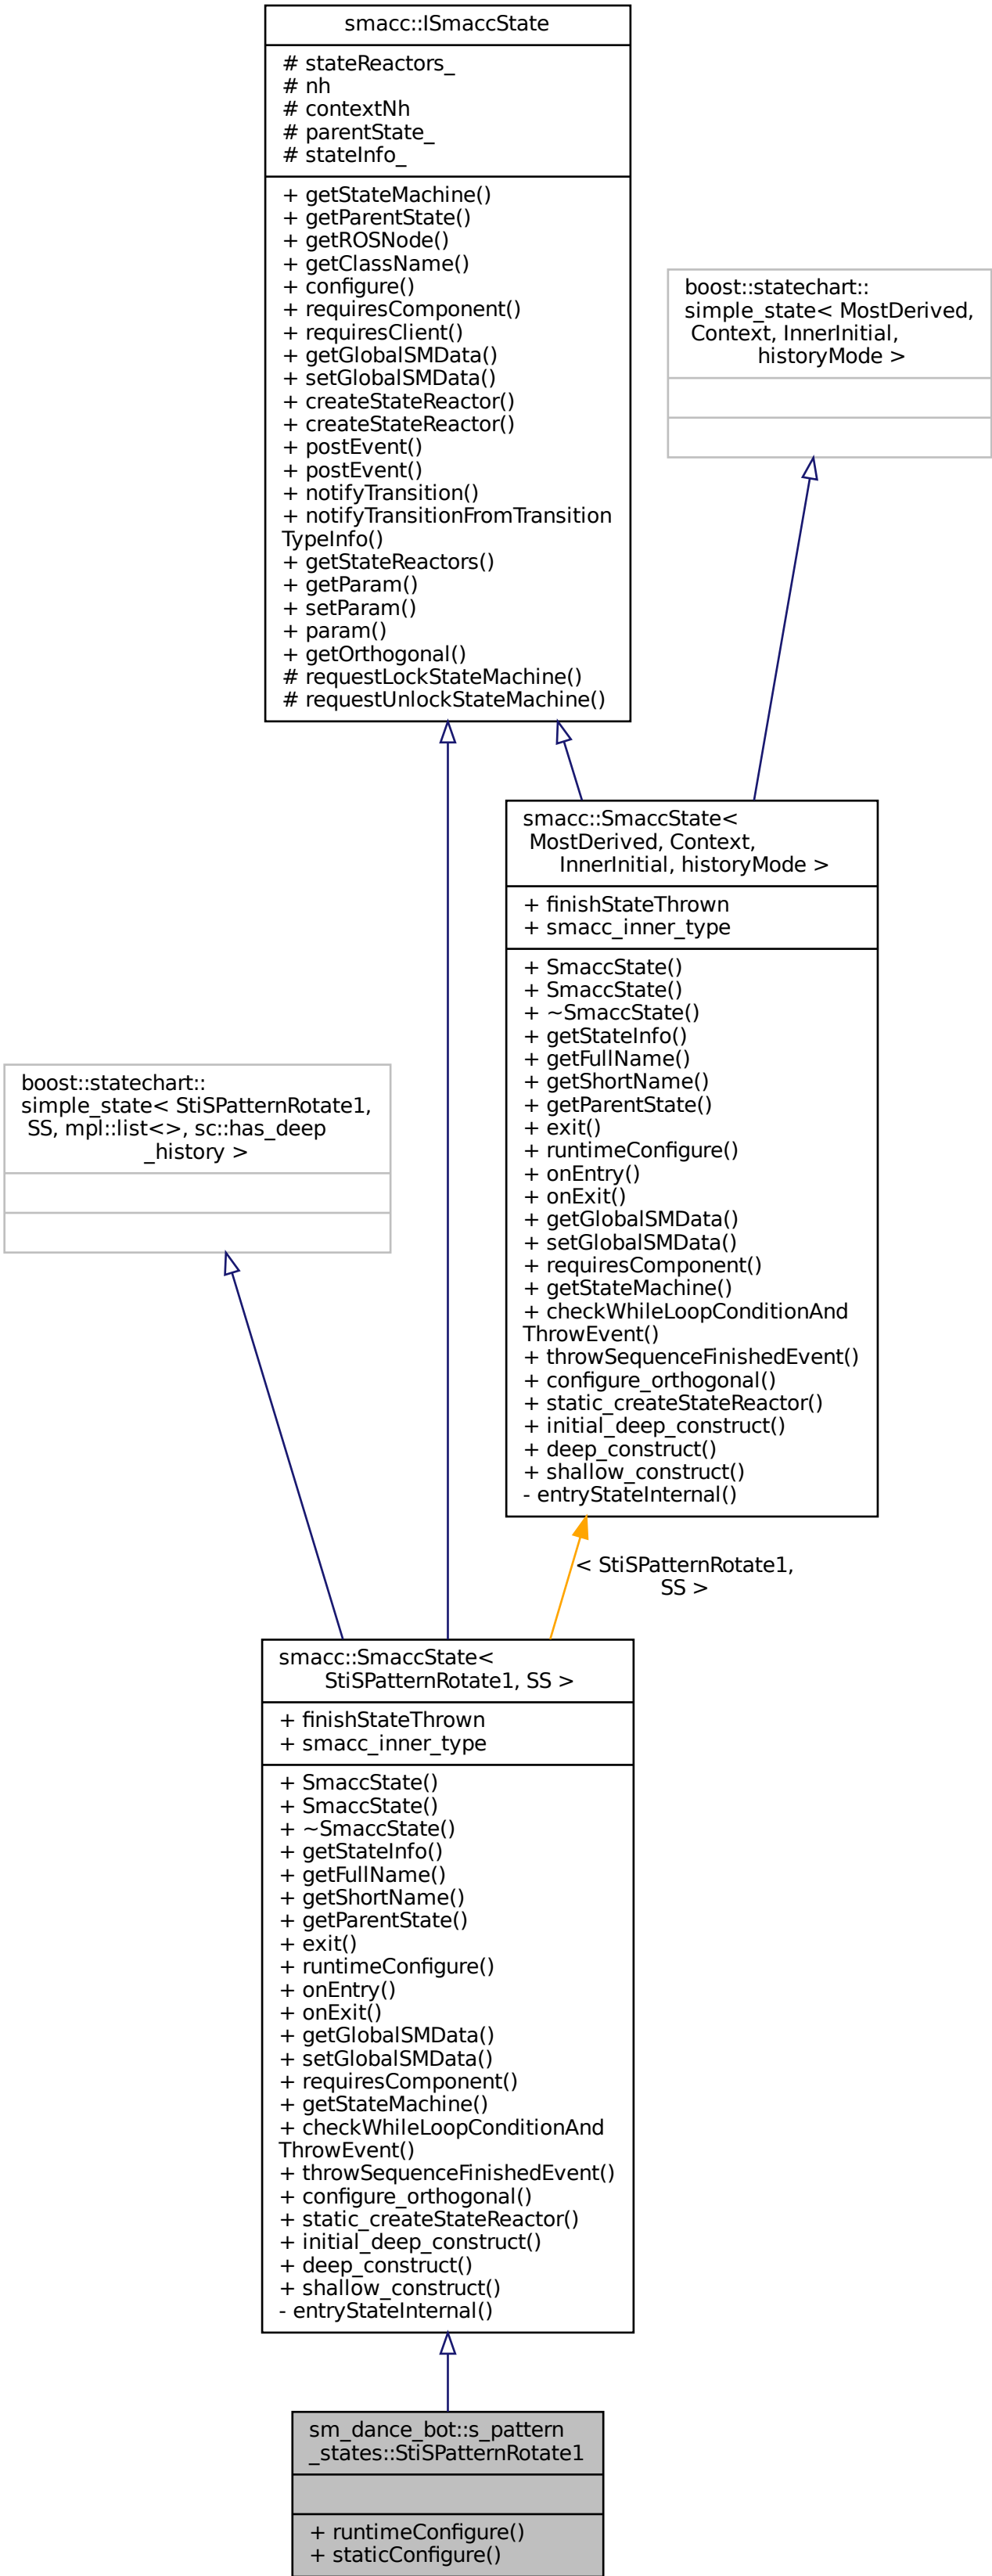 smacc::ISmaccState
# stateReactors_
# nh
# contextNh
# parentState_
# stateInfo_
+ getStateMachine()
+ getParentState()
+ getROSNode()
+ getClassName()
+ configure()
+ requiresComponent()
+ requiresClient()
+ getGlobalSMData()
+ setGlobalSMData()
+ createStateReactor()
+ createStateReactor()
+ postEvent()
+ postEvent()
+ notifyTransition()
+ notifyTransitionFromTransition
TypeInfo()
+ getStateReactors()
+ getParam()
+ setParam()
+ param()
+ getOrthogonal()
# requestLockStateMachine()
# requestUnlockStateMachine()
boost::statechart::
simple_state< MostDerived,
Context, InnerInitial,
historyMode >
smacc::SmaccState<
MostDerived, Context,
InnerInitial, historyMode >
+ finishStateThrown
+ smacc_inner_type
+ SmaccState()
+ SmaccState()
+ ~SmaccState()
+ getStateInfo()
+ getFullName()
+ getShortName()
+ getParentState()
+ exit()
+ runtimeConfigure()
+ onEntry()
+ onExit()
+ getGlobalSMData()
+ setGlobalSMData()
+ requiresComponent()
+ getStateMachine()
+ checkWhileLoopConditionAnd
ThrowEvent()
+ throwSequenceFinishedEvent()
+ configure_orthogonal()
+ static_createStateReactor()
+ initial_deep_construct()
+ deep_construct()
+ shallow_construct()
- entryStateInternal()
boost::statechart::
simple_state< StiSPatternRotate1,
SS, mpl::list<>, sc::has_deep
_history >
< StiSPatternRotate1,
SS >
smacc::SmaccState<
StiSPatternRotate1, SS >
+ finishStateThrown
+ smacc_inner_type
+ SmaccState()
+ SmaccState()
+ ~SmaccState()
+ getStateInfo()
+ getFullName()
+ getShortName()
+ getParentState()
+ exit()
+ runtimeConfigure()
+ onEntry()
+ onExit()
+ getGlobalSMData()
+ setGlobalSMData()
+ requiresComponent()
+ getStateMachine()
+ checkWhileLoopConditionAnd
ThrowEvent()
+ throwSequenceFinishedEvent()
+ configure_orthogonal()
+ static_createStateReactor()
+ initial_deep_construct()
+ deep_construct()
+ shallow_construct()
- entryStateInternal()
sm_dance_bot::s_pattern
_states::StiSPatternRotate1
+ runtimeConfigure()
+ staticConfigure()